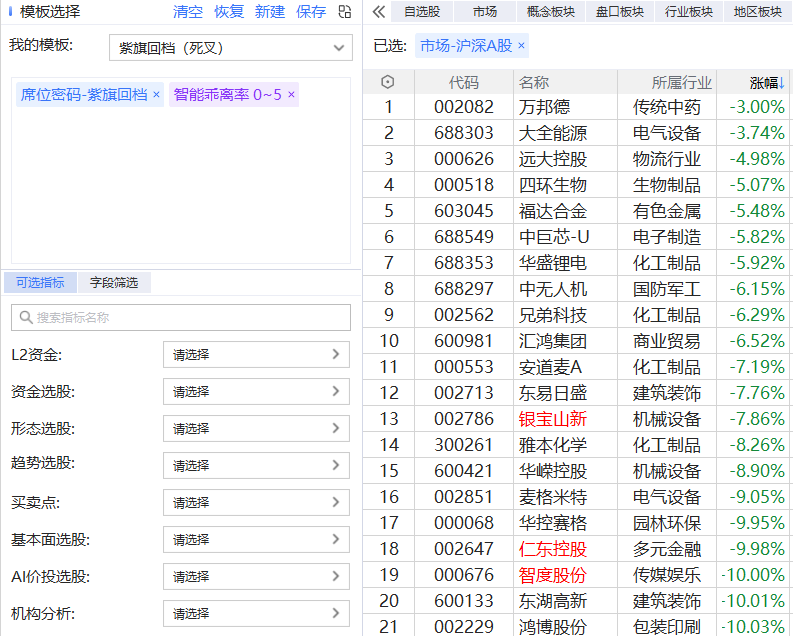 模板选择 清空 恢复 新建 保存
我的模板: 紫旗回档（死叉）
席位密码-紫旗回档 × 智能乖离率 0~5 ×
可选指标 字段筛选
搜索指标名称
L2资金: 请选择
资金选股: 请选择
形态选股: 请选择
趋势选股: 请选择
买卖点: 请选择
基本面选股: 请选择
AI价投选股: 请选择
机构分析: 请选择
自选股 市场 概念板块 盘口板块 行业板块 地区板块
已选: 市场-沪深A股 ×
代码 名称 所属行业 涨幅↓
1 002082 万邦德 传统中药 -3.00%
2 688303 大全能源 电气设备 -3.74%
3 000626 远大控股 物流行业 -4.98%
4 000518 四环生物 生物制品 -5.07%
5 603045 福达合金 有色金属 -5.48%
6 688549 中巨芯-U 电子制造 -5.82%
7 688353 华盛锂电 化工制品 -5.92%
8 688297 中无人机 国防军工 -6.15%
9 002562 兄弟科技 化工制品 -6.29%
10 600981 汇鸿集团 商业贸易 -6.52%
11 000553 安道麦A 化工制品 -7.19%
12 002713 东易日盛 建筑装饰 -7.76%
13 002786 银宝山新 机械设备 -7.86%
14 300261 雅本化学 化工制品 -8.26%
15 600421 华嵘控股 机械设备 -8.90%
16 002851 麦格米特 电气设备 -9.05%
17 000068 华控赛格 园林环保 -9.95%
18 002647 仁东控股 多元金融 -9.98%
19 000676 智度股份 传媒娱乐 -10.00%
20 600133 东湖高新 建筑装饰 -10.01%
21 002229 鸿博股份 包装印刷 -10.03%